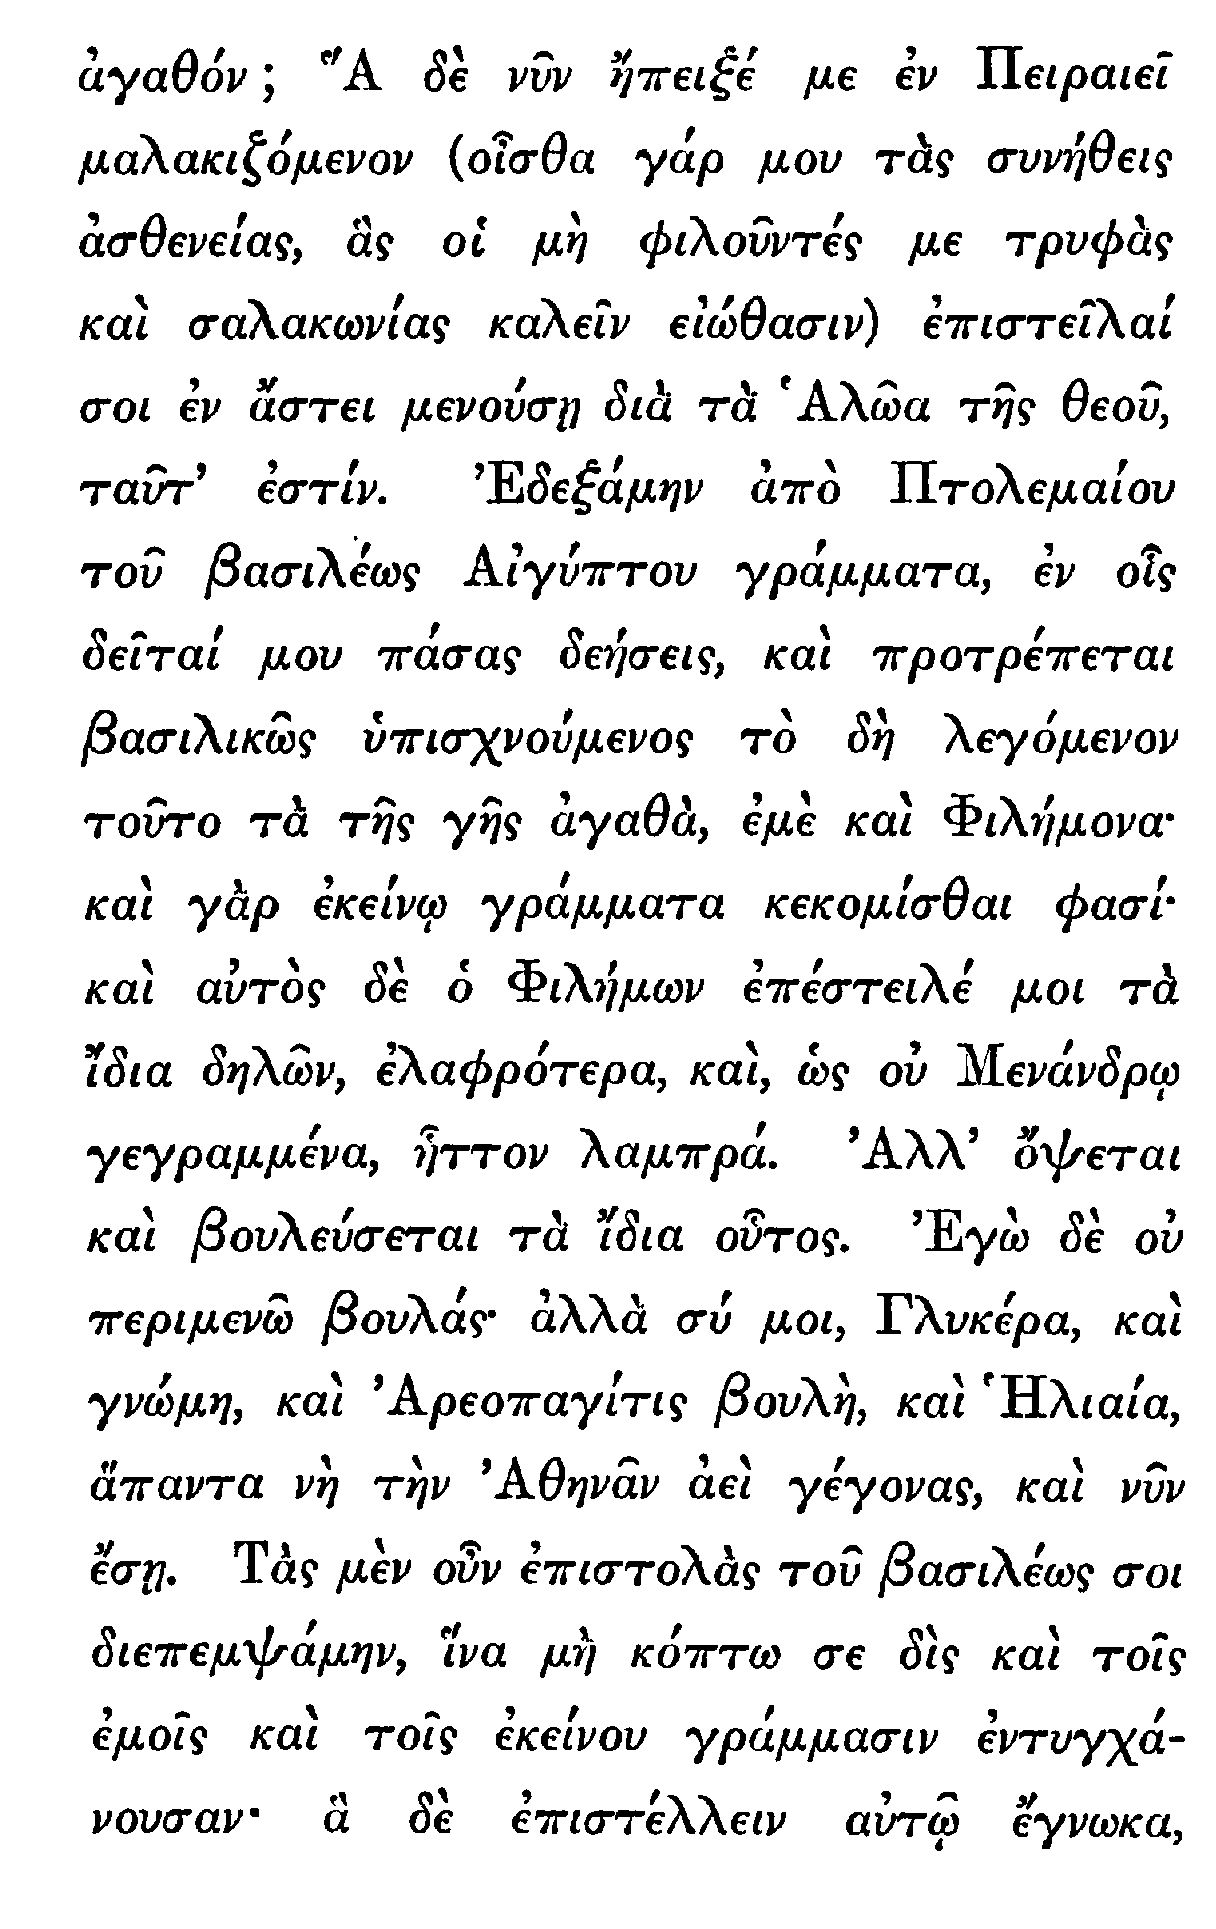 ἀγαθόν ; Ἃ δὲ νῦν ἤπειξέ με ἐν Πειραιεῖ
μαλακιζόμενον (οἶσθα γάρ μου τὰς συνήθεις
ἀσθενείας, ἃς οἱ μὴ φιλοῦντές με τρυφὰς
καὶ σαλακωνίας καλεῖν εἰώθασιν) ἐπιστεῖλαί
σοι ἐν ἄστει μενούσῃ διὰ τὰ Ἁλῶα τῆς θεοῦ,
ταῦτ’ ἐστίν. Ἐδεξάμην ἀπὸ Πτολεμαίου
τοῦ βασιλέως Αἰγύπτου γράμματα, ἐν οἷς
δεῖταί μου πάσας δεήσεις, καὶ προτρέπεται
βασιλικῶς ὑπισχνούμενος τὸ δὴ λεγόμενον
τοῦτο τὰ τῆς γῆς ἀγαθὰ, ἐμὲ καὶ Φιλήμονα·
καὶ γὰρ ἐκείνῳ γράμματα κεκομίσθαι φασί·
καὶ αὐτὸς δὲ ὁ Φιλήμων ἐπέστειλέ μοι τὰ
ἴδια δηλῶν, ἐλαφρότερα, καὶ, ὡς οὐ Μενάνδρῳ
γεγραμμένα, ἧττον λαμπρά. Ἀλλ’ ὄψεται
καὶ βουλεύσεται τὰ ἴδια οὗτος. Ἐγὼ δὲ οὐ
περιμενῶ βουλάς· ἀλλὰ σύ μοι, Γλυκέρα, καὶ
γνώμη, καὶ Ἀρεοπαγίτις βουλὴ, καὶ Ἡλιαία,
ἅπαντα νὴ τὴν Ἀθηνᾶν ἀεὶ γέγονας, καὶ νῦν
ἔσῃ. Τὰς μὲν οὖν ἐπιστολὰς τοῦ βασιλέως σοι
διεπεμψάμην, ἵνα μὴ κόπτω σε δὶς καὶ τοῖς
ἐμοῖς καὶ τοῖς ἐκείνου γράμμασιν ἐντυγχά-
νουσαν· ἃ δὲ ἐπιστέλλειν αὐτῷ ἔγνωκα,